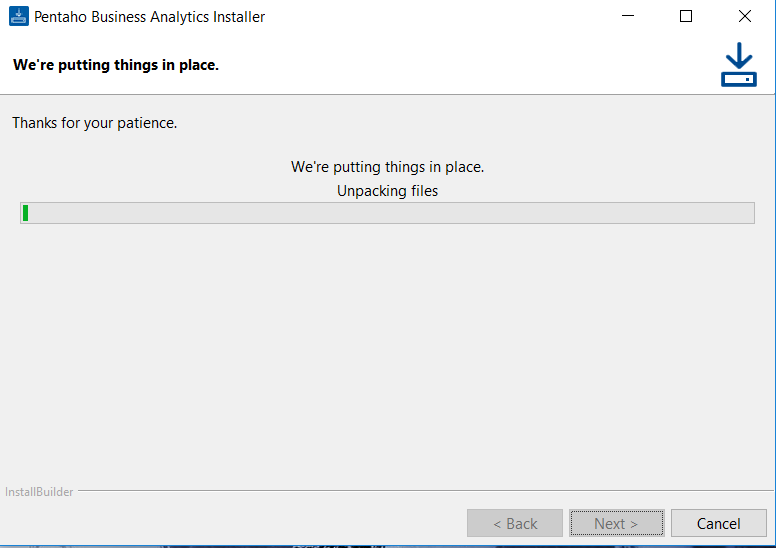 Pentaho Business Analytics Installer
We're putting things in place.
Thanks for your patience.
We're putting things in place.
Unpacking files
InstallBuilder
< Back
Next >
Cancel